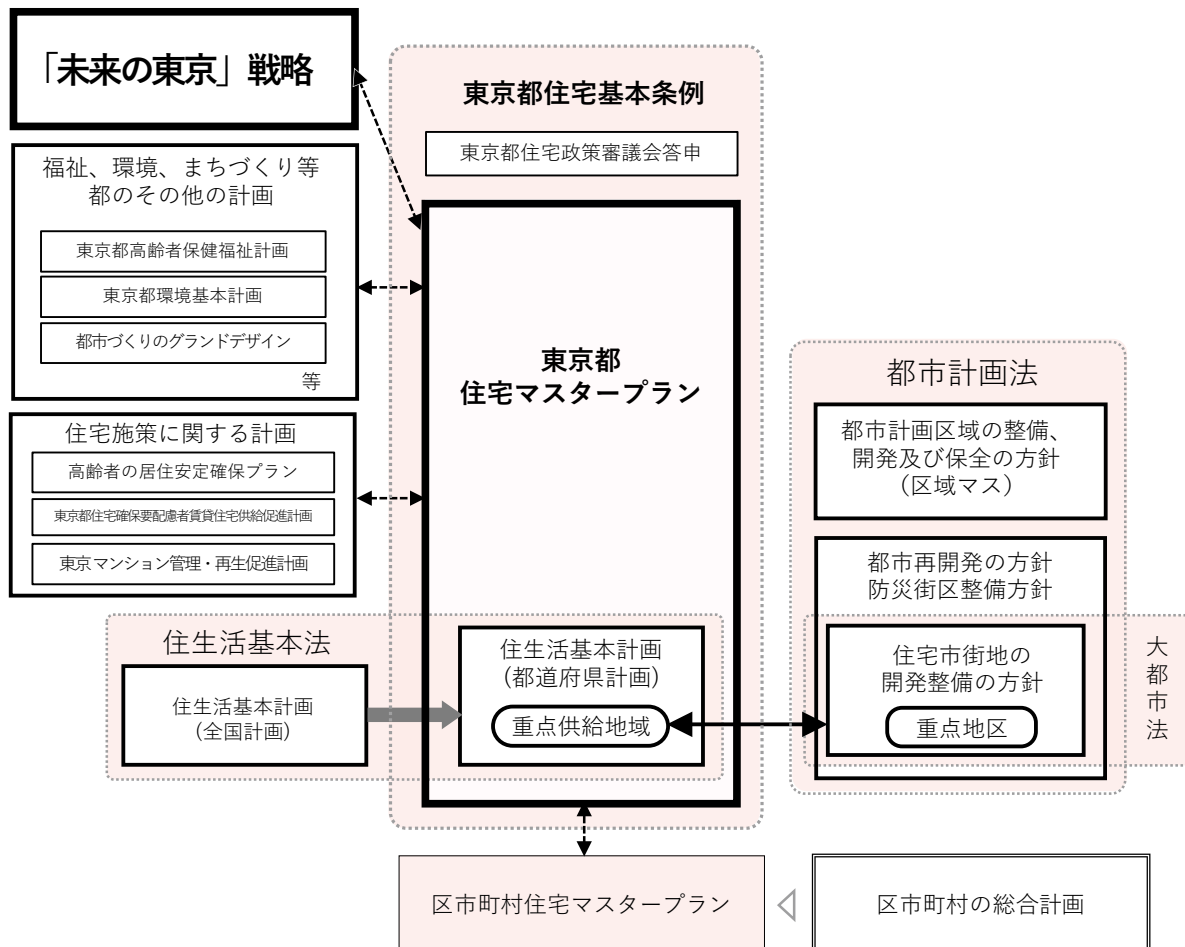 「未来の東京」戦略
福祉、環境、まちづくり等
都のその他の計画
東京都高齢者保健福祉計画
東京都環境基本計画
都市づくりのグランドデザイン
等
住宅施策に関する計画
高齢者の居住安定確保プラン
東京都住宅確保要配慮者賃貸住宅供給促進計画
東京マンション管理・再生促進計画
東京都住宅基本条例
東京都住宅政策審議会答申
東京都
住宅マスタープラン
住生活基本法
住生活基本計画
(全国計画)
住生活基本計画
(都道府県計画)
重点供給地域
都市計画法
都市計画区域の整備、
開発及び保全の方針
（区域マス）
都市再開発の方針
防災街区整備方針
住宅市街地の
開発整備の方針
重点地区
大都市法
区市町村住宅マスタープラン
区市町村の総合計画